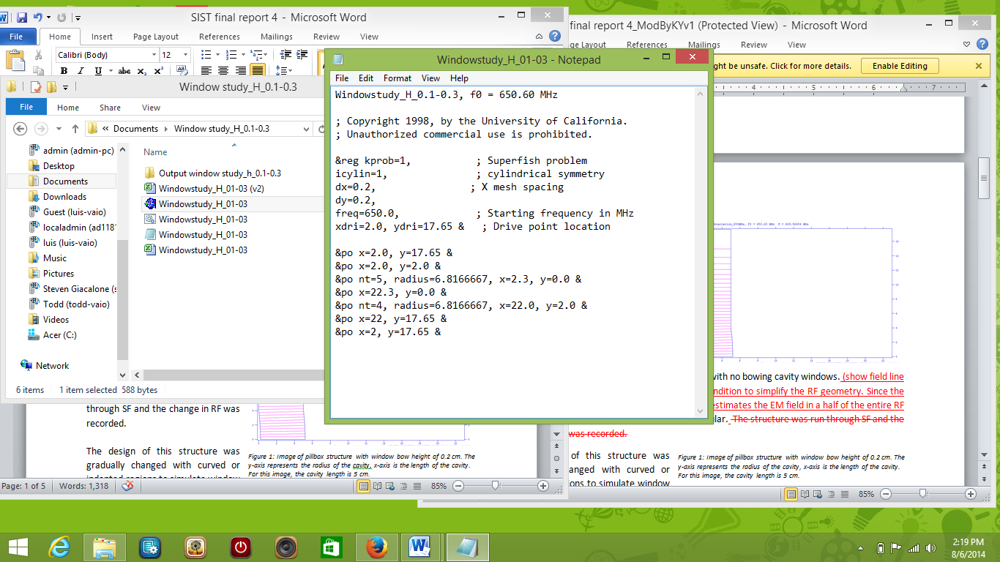 SIST final report 4 - Microsoft Word
File Home Insert Page Layout References Mailings Review View
Calibri (Body) 12
B I U abc x₂ x²
final report 4_ModByKYv1 (Protected View) - Microsoft Word
ge Layout References Mailings Review View
ght be unsafe. Click for more details. Enable Editing
Window study_H_0.1-0.3
File Home Share View
« Documents Window study_H_0.1-0.3
admin (admin-pc)
Desktop
Documents
Downloads
Guest (luis-vaio)
localadmin (ad1181
luis (luis-vaio)
Music
Pictures
Steven Giacalone (s
Todd (todd-vaio)
Videos
Acer (C:)
Network
Name
Output window study_h_0.1-0.3
Windowstudy_H_01-03 (v2)
Windowstudy_H_01-03
Windowstudy_H_01-03
Windowstudy_H_01-03
Windowstudy_H_01-03
6 items 1 item selected 588 bytes
Windowstudy_H_01-03 - Notepad
File Edit Format View Help
Windowstudy_H_0.1-0.3, f0 = 650.60 MHz
; Copyright 1998, by the University of California.
; Unauthorized commercial use is prohibited.
&reg kprob=1, ; Superfish problem
icylin=1, ; cylindrical symmetry
dx=0.2, ; X mesh spacing
dy=0.2,
freq=650.0, ; Starting frequency in MHz
xdri=2.0, ydri=17.65 & ; Drive point location
&po x=2.0, y=17.65 &
&po x=2.0, y=2.0 &
&po nt=5, radius=6.8166667, x=2.3, y=0.0 &
&po x=22.3, y=0.0 &
&po nt=4, radius=6.8166667, x=22.0, y=2.0 &
&po x=22, y=17.65 &
&po x=2, y=17.65 &
through SF and the change in RF was
recorded.
The design of this structure was
gradually changed with curved or
indented regions to simulate window
Figure 1: Image of pillbox structure with window bow height of 0.2 cm. The
y-axis represents the radius of the cavity, x-axis is the length of the cavity.
For this image, the cavity length is 5 cm.
Page: 1 of 5 Words: 1,318 85%
3 4 5 6 7
with no bowing cavity windows. (show field line
ndition to simplify the RF geometry. Since the
estimates the EM field in a half of the entire RF
lar. The structure was run through SF and the
was recorded.
of this structure was
anged with curved or
ons to simulate window
Figure 1: Image of pillbox structure with window bow height of 0.2 cm. The
y-axis represents the radius of the cavity, x-axis is the length of the cavity.
For this image, the cavity length is 5 cm.
85%
2:19 PM
8/6/2014